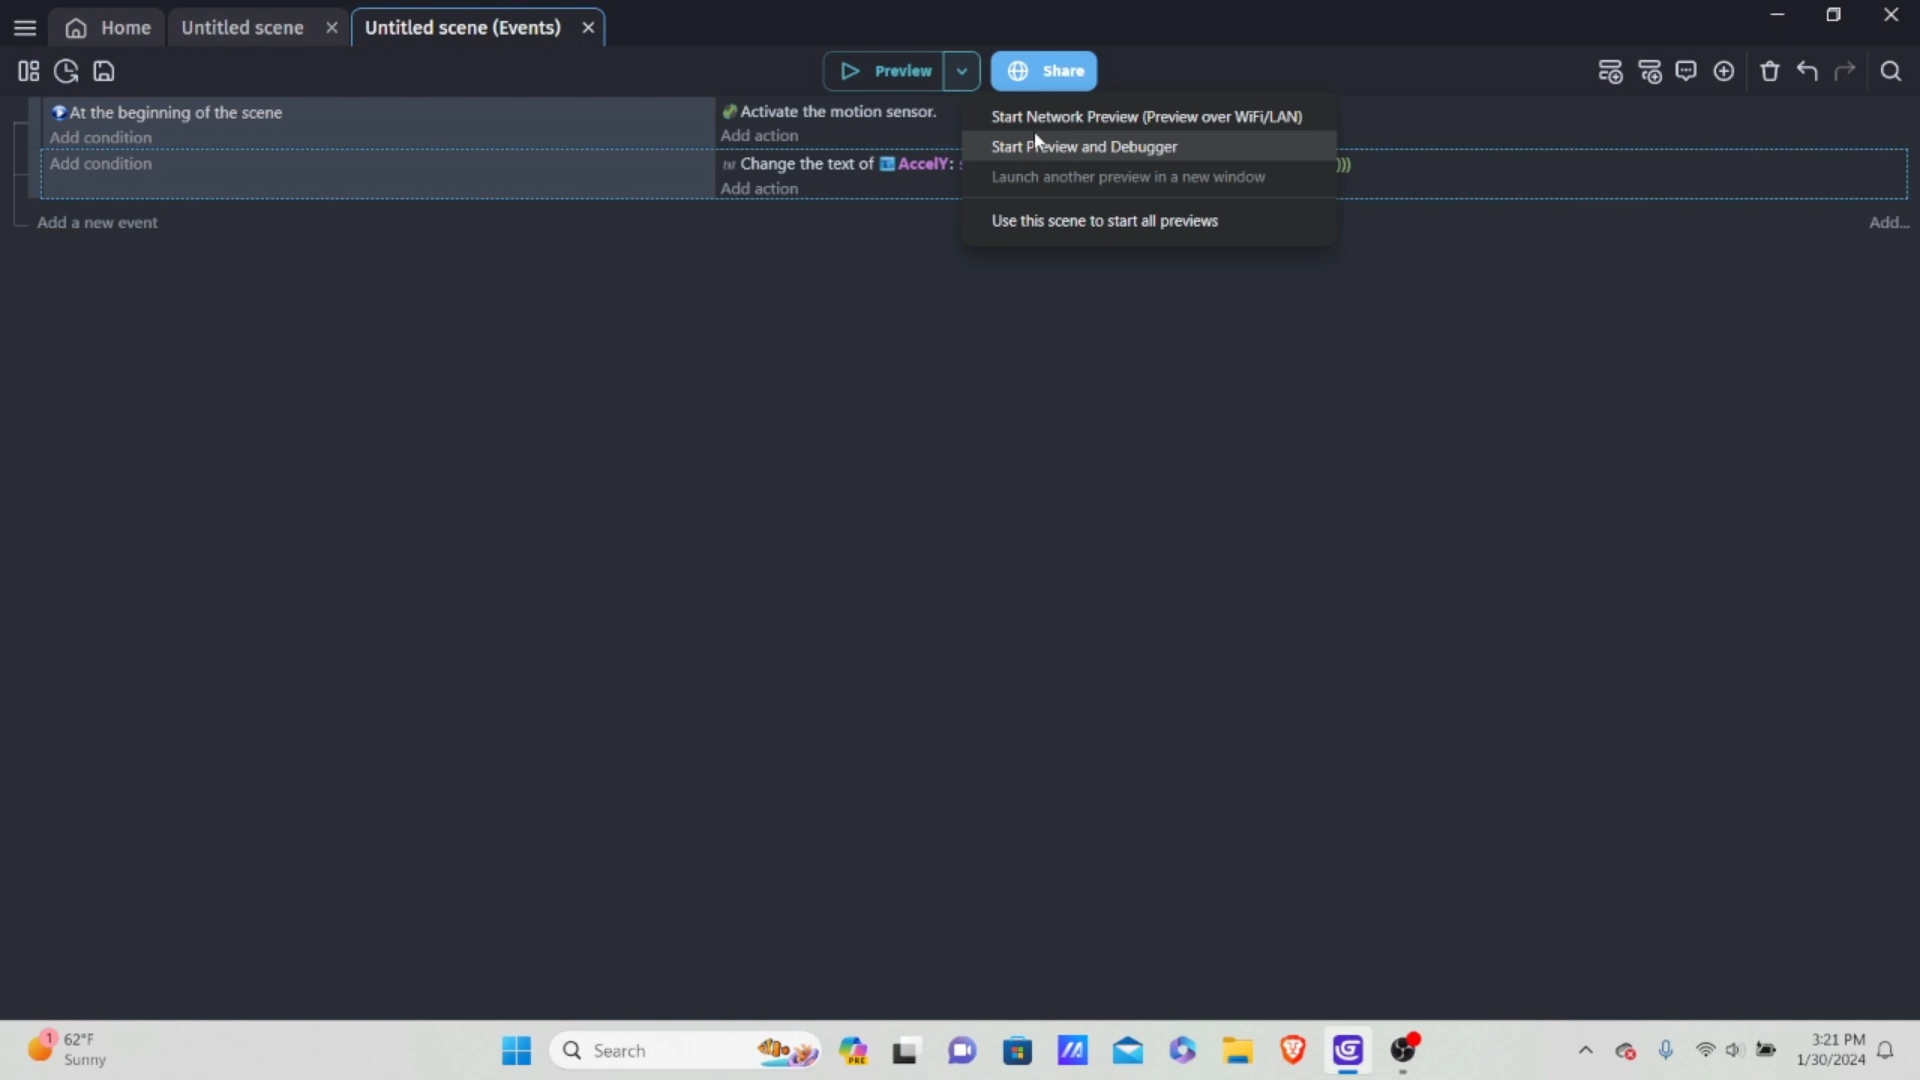 Home
Untitled scene
Untitled scene (Events)
Preview
Share
At the beginning of the scene
Add condition
Activate the motion sensor.
Add action
Start Network Preview (Preview over WiFi/LAN)
Start Preview and Debugger
Launch another preview in a new window
Use this scene to start all previews
Add condition
Change the text of AccelY:
)))
Add action
Add a new event
Add...
1
62°F
Sunny
Search
PRE
3:21 PM
1/30/2024